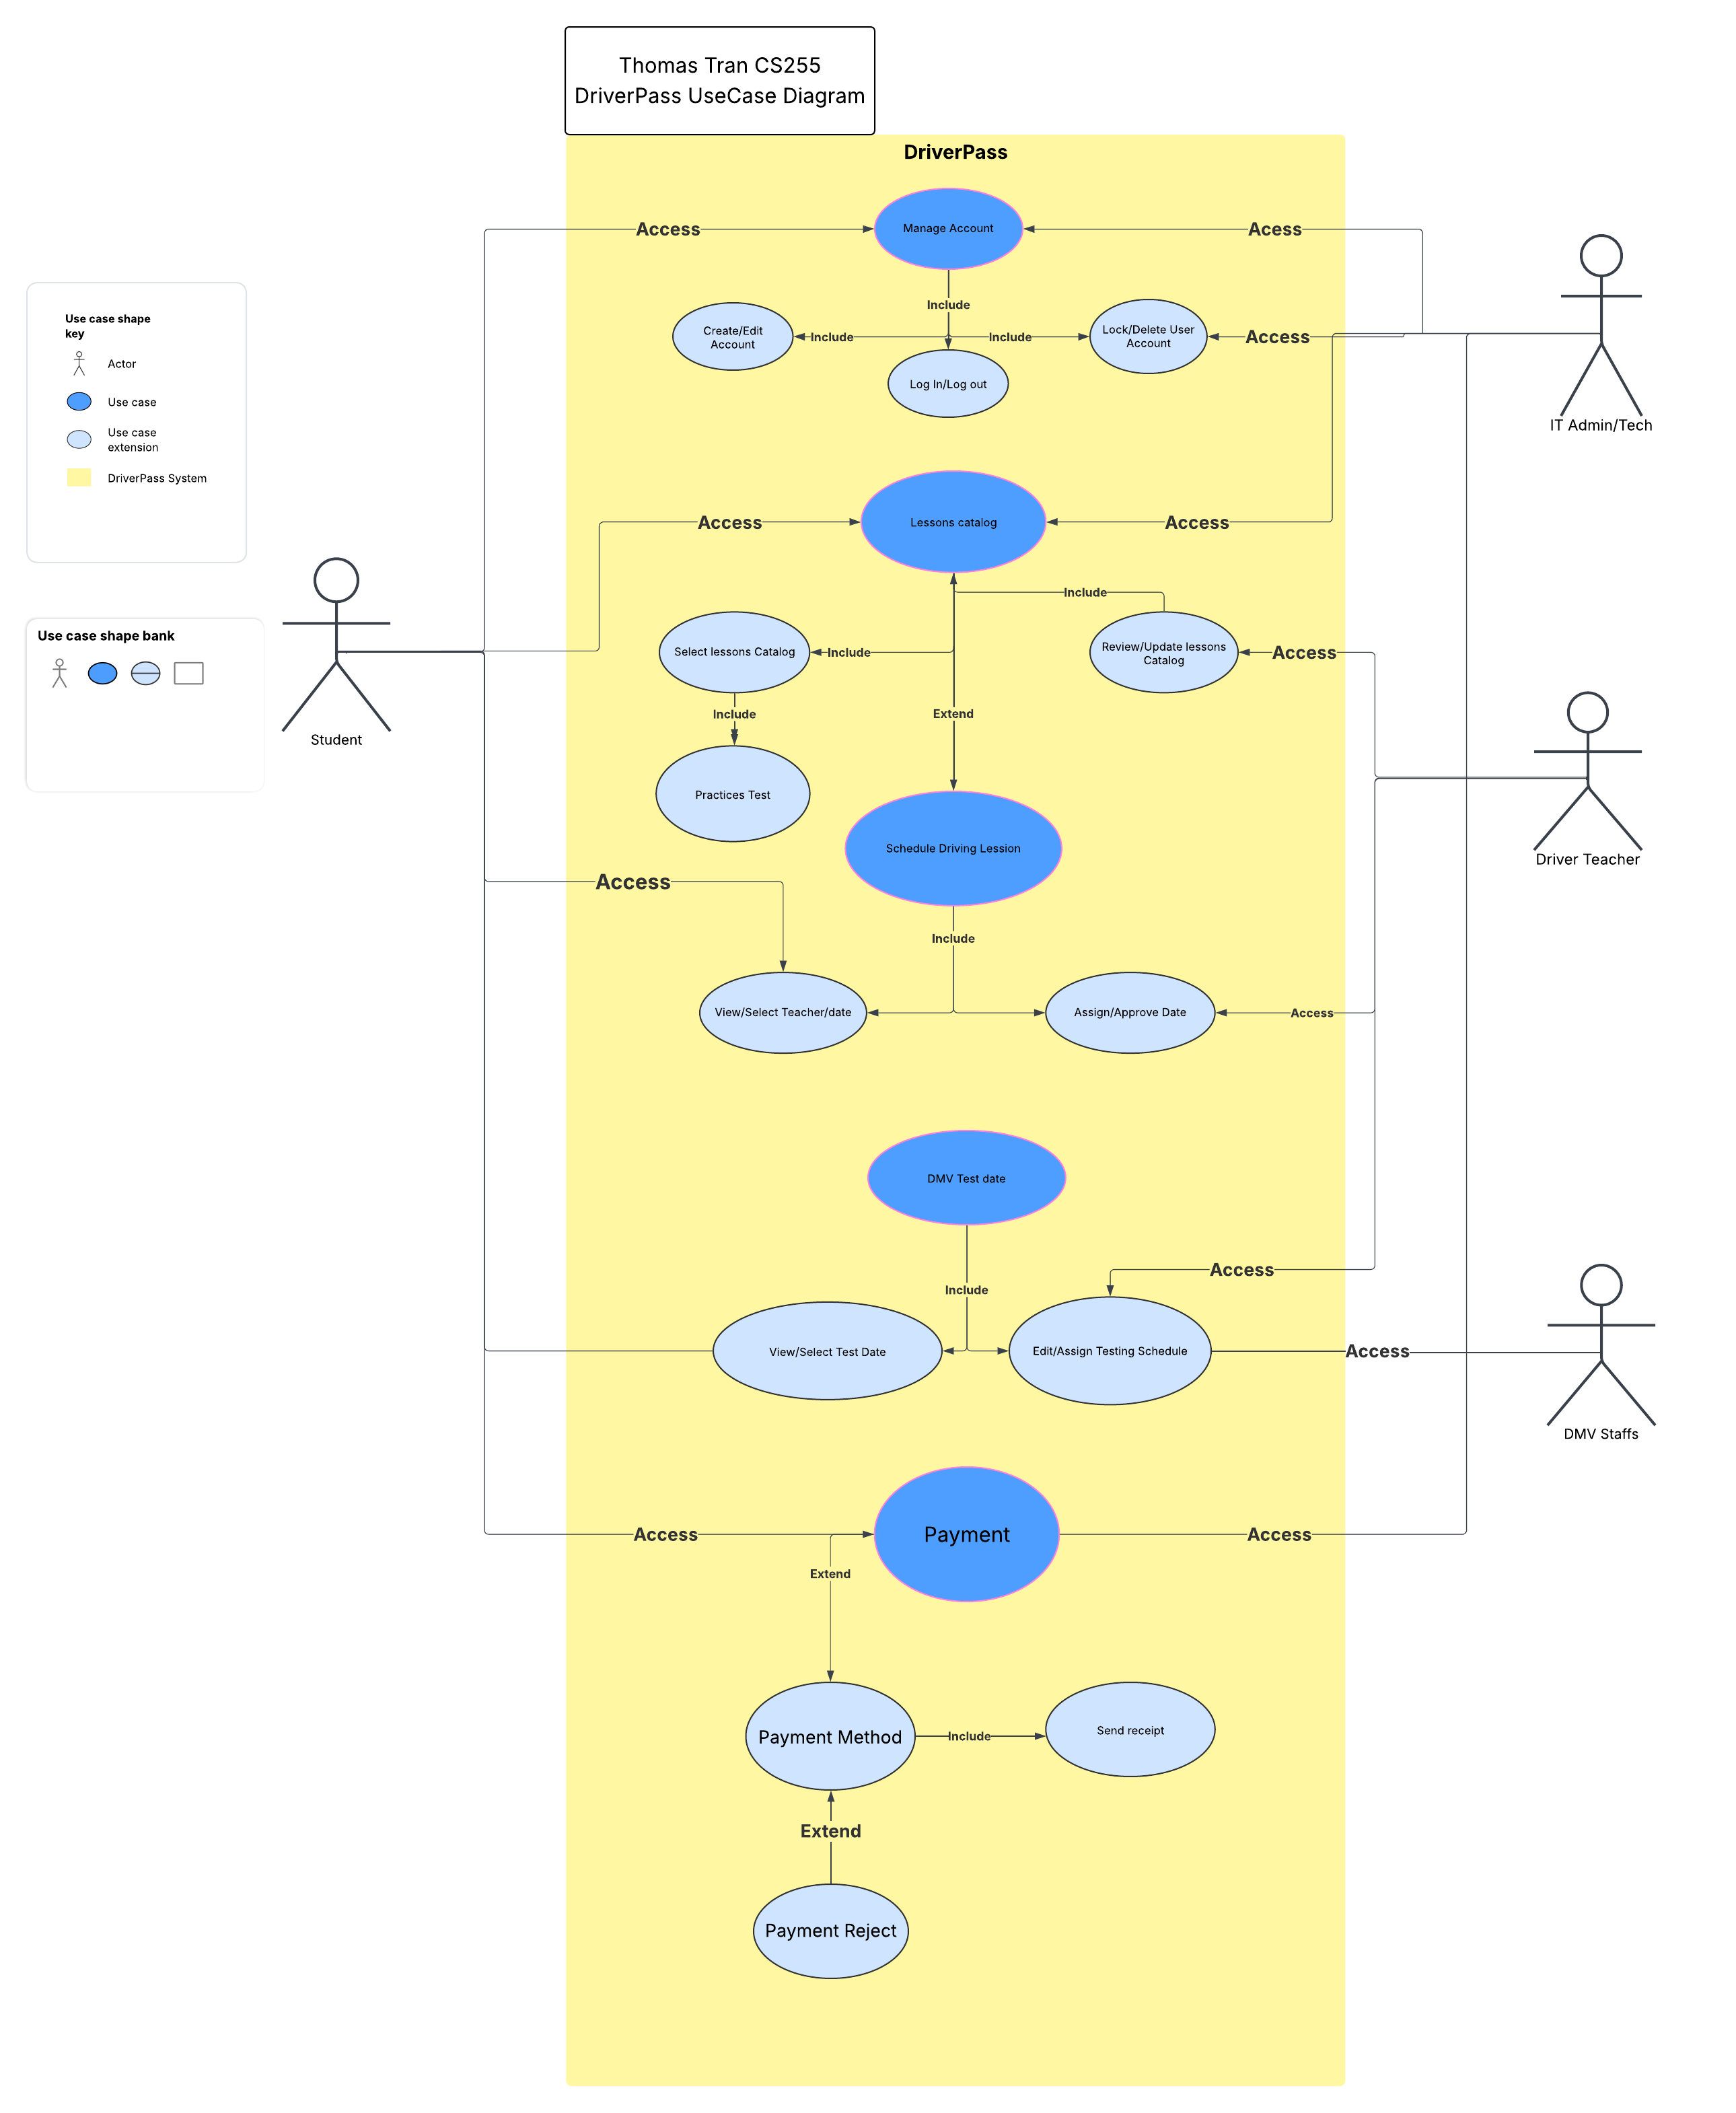 Thomas Tran CS255
DriverPass UseCase Diagram
DriverPass
Manage Account
Access
Acess
Include
Create/Edit
Account
Include
Include
Lock/Delete User
Account
Access
Log In/Log out
IT Admin/Tech
Use case shape
key
Actor
Use case
Use case
extension
DriverPass System
Lessons catalog
Access
Access
Include
Use case shape bank
Select lessons Catalog
Include
Review/Update lessons
Catalog
Access
Include
Extend
Student
Practices Test
Schedule Driving Lession
Driver Teacher
Access
Include
View/Select Teacher/date
Assign/Approve Date
Access
DMV Test date
Access
Include
View/Select Test Date
Edit/Assign Testing Schedule
Access
DMV Staffs
Access
Payment
Access
Extend
Payment Method
Include
Send receipt
Extend
Payment Reject